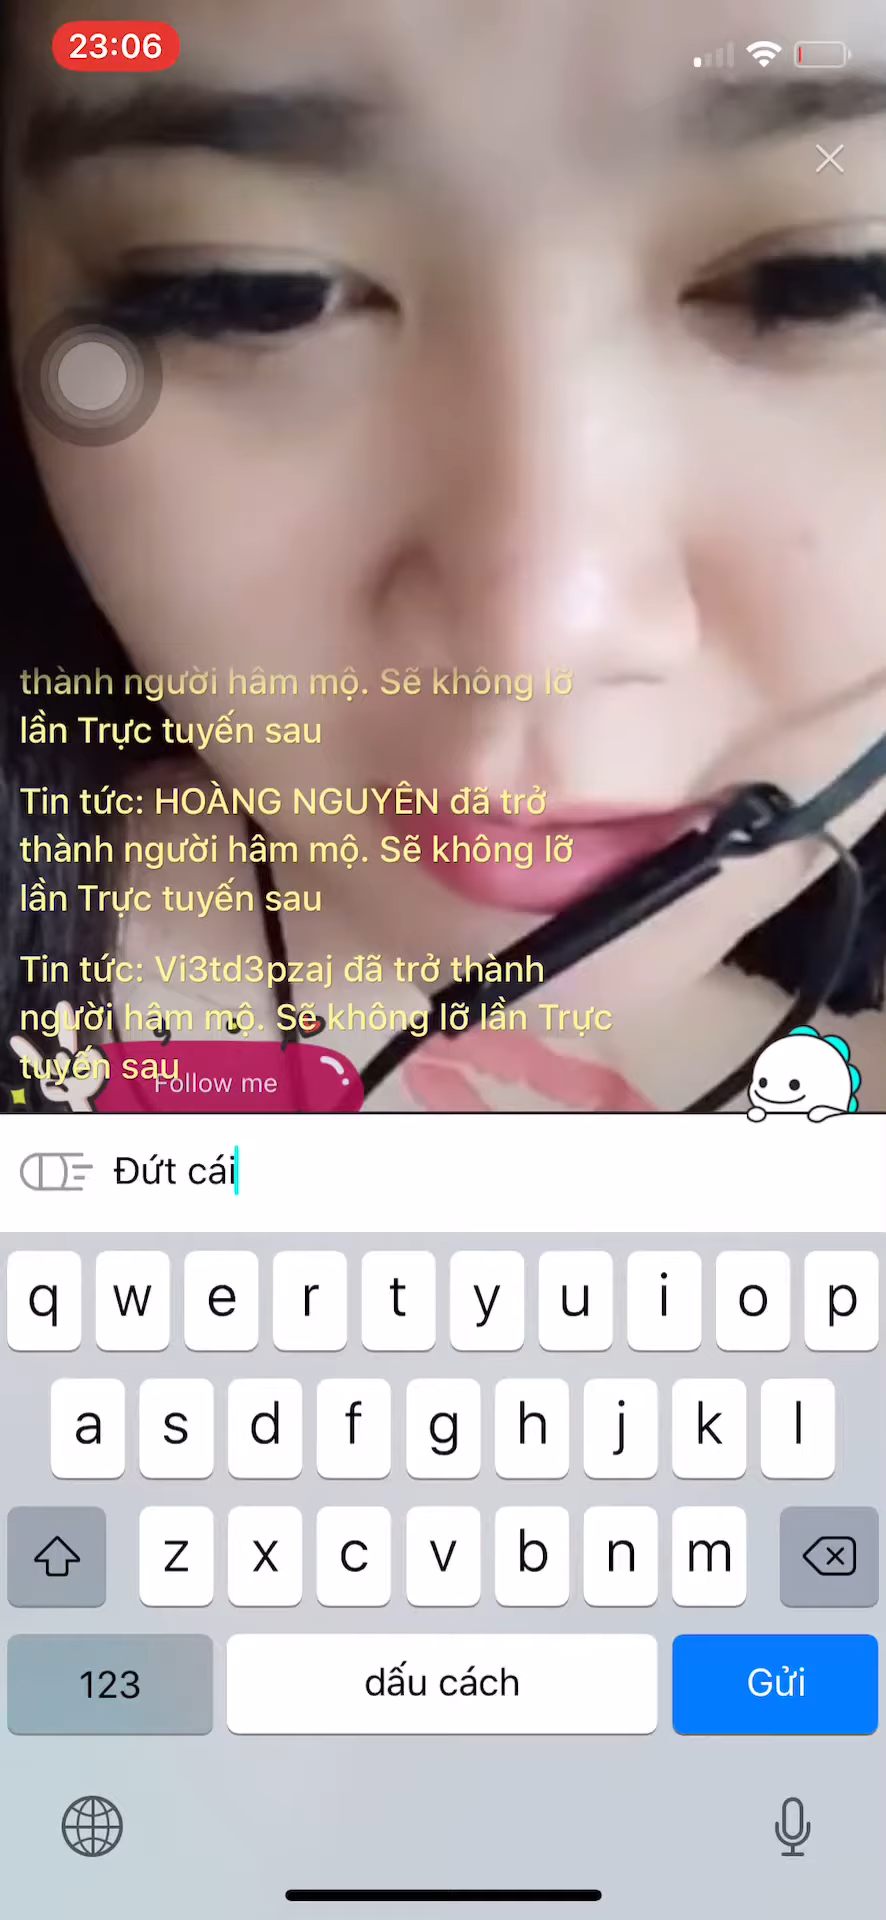 23:06
thành người hâm mộ. Sẽ không lỡ
lần Trực tuyến sau
Tin tức: HOÀNG NGUYÊN đã trở
thành người hâm mộ. Sẽ không lỡ
lần Trực tuyến sau
Tin tức: Vi3td3pzaj đã trở thành
người hâm mộ. Sẽ không lỡ lần Trực
tuyến sau
Follow me
Đứt cái
q w e r t y u i o p
a s d f g h j k l
z x c v b n m
123 dấu cách Gửi